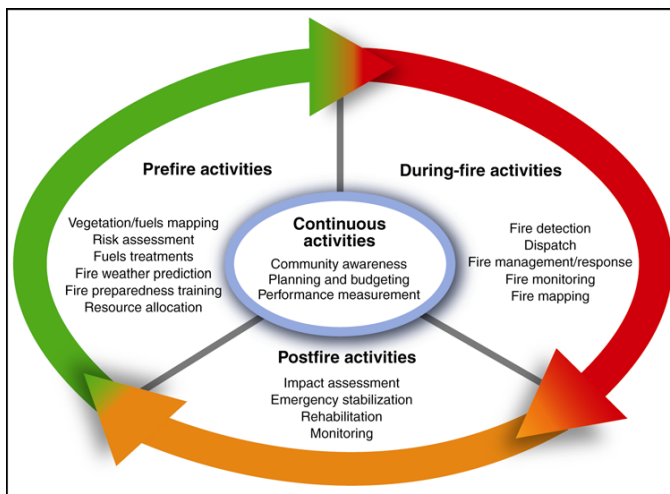 Prefire activities
Vegetation/fuels mapping
Risk assessment
Fuels treatments
Fire weather prediction
Fire preparedness training
Resource allocation
During-fire activities
Fire detection
Dispatch
Fire management/response
Fire monitoring
Fire mapping
Continuous
activities
Community awareness
Planning and budgeting
Performance measurement
Postfire activities
Impact assessment
Emergency stabilization
Rehabilitation
Monitoring